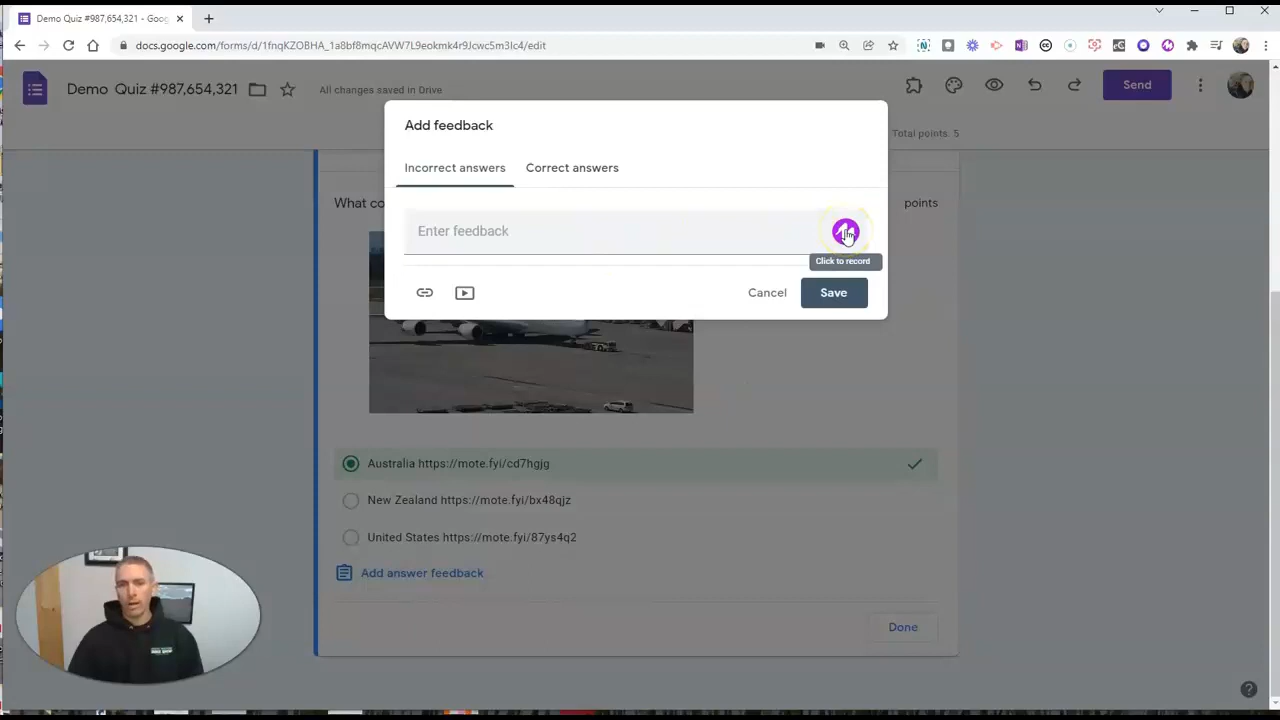 Demo Quiz #987,654,321 - Goog
docs.google.com/forms/d/1fnqKZOBHA_1a8bf8mqcAVW7L9eokmk4r9Jcwc5m3lc4/edit
Demo Quiz #987,654,321
All changes saved in Drive
Send
Add feedback
Total points: 5
Incorrect answers
Correct answers
What co
points
Enter feedback
Click to record
Cancel
Save
Australia https://mote.fyi/cd7hgjg
New Zealand https://mote.fyi/bx48qjz
United States https://mote.fyi/87ys4q2
Add answer feedback
Done